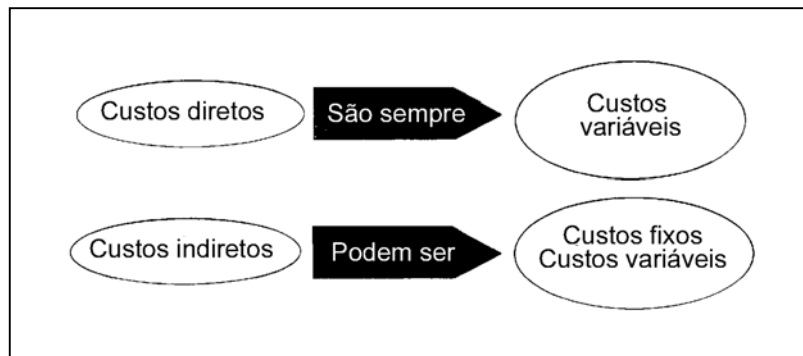 Custos diretos
São sempre
Custos
variáveis
Custos indiretos
Podem ser
Custos fixos
Custos variáveis